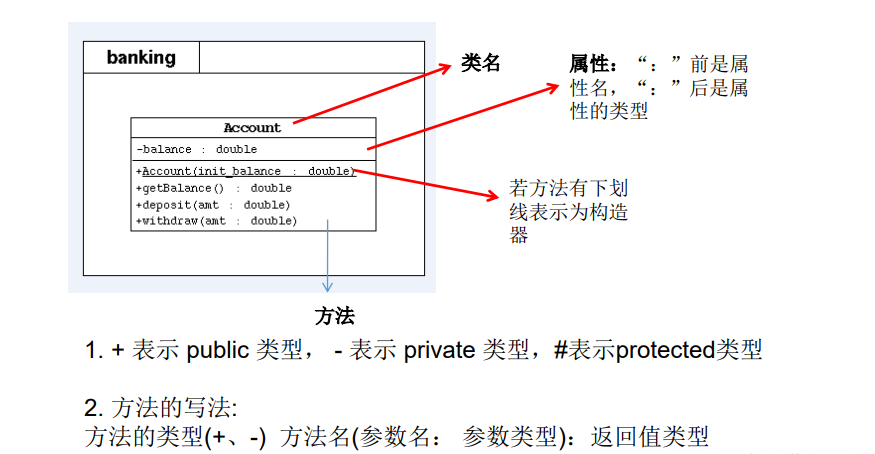 banking
Account
-balance : double
+Account(init_balance : double)
+getBalance() : double
+deposit(amt : double)
+withdraw(amt : double)
类名
属性：“：”前是属
性名，“：”后是属
性的类型
若方法有下划
线表示为构造
器
方法
1. + 表示 public 类型， - 表示 private 类型，#表示protected类型
2. 方法的写法:
方法的类型(+、-) 方法名(参数名： 参数类型)：返回值类型